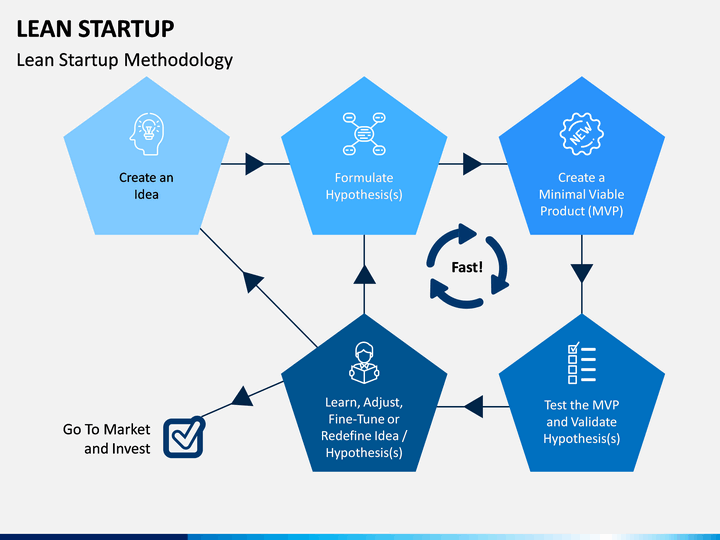 LEAN STARTUP
Lean Startup Methodology
Create an
Idea
Formulate
Hypothesis(s)
NEW
Create a
Minimal Viable
Product (MVP)
Fast!
Learn, Adjust,
Fine-Tune or
Redefine Idea /
Hypothesis(s)
Test the MVP
and Validate
Hypothesis(s)
Go To Market
and Invest